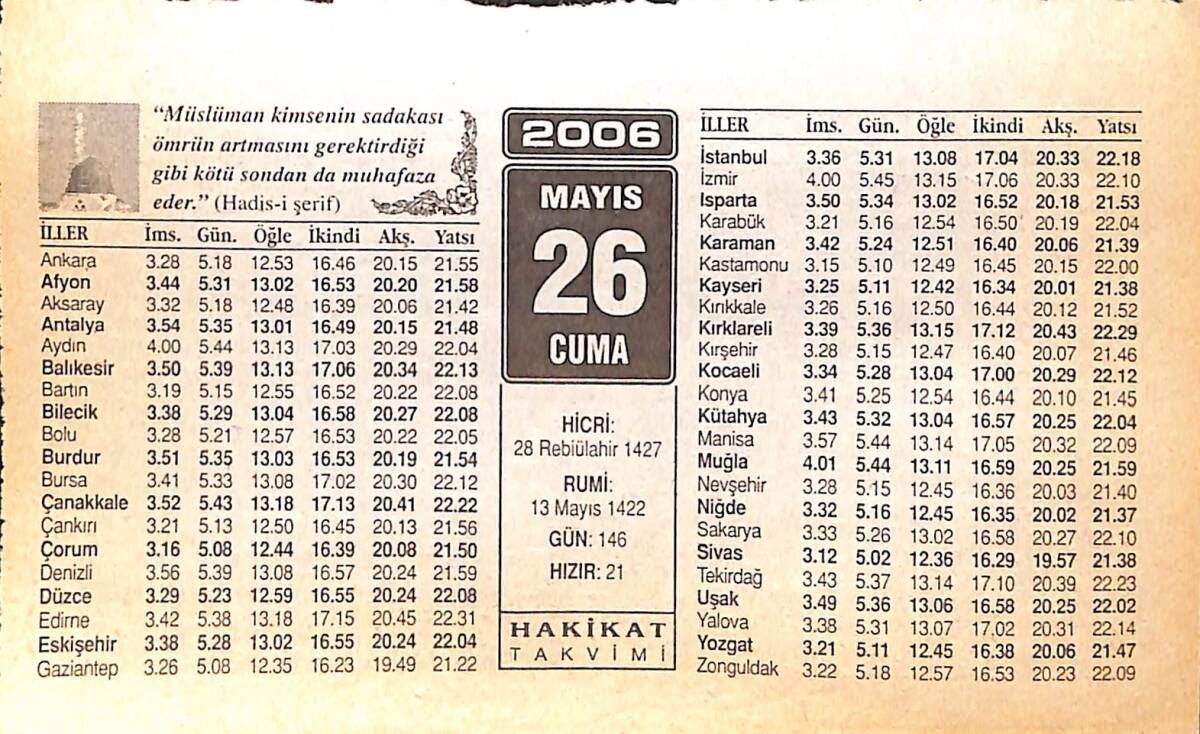 “Müslüman kimsenin sadakası
ömrün artmasını gerektirdiği
gibi kötü sondan da muhafaza
eder.” (Hadis-i şerif)
İLLER İms. Gün. Öğle İkindi Akş. Yatsı
Ankara 3.28 5.18 12.53 16.46 20.15 21.55
Afyon 3.44 5.31 13.02 16.53 20.20 21.58
Aksaray 3.32 5.18 12.48 16.39 20.06 21.42
Antalya 3.54 5.35 13.01 16.49 20.15 21.48
Aydın 4.00 5.44 13.13 17.03 20.29 22.04
Balıkesir 3.50 5.39 13.13 17.06 20.34 22.13
Bartın 3.19 5.15 12.55 16.52 20.22 22.08
Bilecik 3.38 5.29 13.04 16.58 20.27 22.08
Bolu 3.28 5.21 12.57 16.53 20.22 22.05
Burdur 3.51 5.35 13.03 16.53 20.19 21.54
Bursa 3.41 5.33 13.08 17.02 20.30 22.12
Çanakkale 3.52 5.43 13.18 17.13 20.41 22.22
Çankırı 3.21 5.13 12.50 16.45 20.13 21.56
Çorum 3.16 5.08 12.44 16.39 20.08 21.50
Denizli 3.56 5.39 13.08 16.57 20.24 21.59
Düzce 3.29 5.23 12.59 16.55 20.24 22.08
Edirne 3.42 5.38 13.18 17.15 20.45 22.31
Eskişehir 3.38 5.28 13.02 16.55 20.24 22.04
Gaziantep 3.26 5.08 12.35 16.23 19.49 21.22
2006
MAYIS
26
CUMA
HİCRİ:
28 Rebiülahir 1427
RUMİ:
13 Mayıs 1422
GÜN: 146
HIZIR: 21
HAKİKAT
TAKVİMİ
İLLER İms. Gün. Öğle İkindi Akş. Yatsı
İstanbul 3.36 5.31 13.08 17.04 20.33 22.18
İzmir 4.00 5.45 13.15 17.06 20.33 22.10
Isparta 3.50 5.34 13.02 16.52 20.18 21.53
Karabük 3.21 5.16 12.54 16.50 20.19 22.04
Karaman 3.42 5.24 12.51 16.40 20.06 21.39
Kastamonu 3.15 5.10 12.49 16.45 20.15 22.00
Kayseri 3.25 5.11 12.42 16.34 20.01 21.38
Kırıkkale 3.26 5.16 12.50 16.44 20.12 21.52
Kırklareli 3.39 5.36 13.15 17.12 20.43 22.29
Kırşehir 3.28 5.15 12.47 16.40 20.07 21.46
Kocaeli 3.34 5.28 13.04 17.00 20.29 22.12
Konya 3.41 5.25 12.54 16.44 20.10 21.45
Kütahya 3.43 5.32 13.04 16.57 20.25 22.04
Manisa 3.57 5.44 13.14 17.05 20.32 22.09
Muğla 4.01 5.44 13.11 16.59 20.25 21.59
Nevşehir 3.28 5.15 12.45 16.36 20.03 21.40
Niğde 3.32 5.16 12.45 16.35 20.02 21.37
Sakarya 3.33 5.26 13.02 16.58 20.27 22.10
Sivas 3.12 5.02 12.36 16.29 19.57 21.38
Tekirdağ 3.43 5.37 13.14 17.10 20.39 22.23
Uşak 3.49 5.36 13.06 16.58 20.25 22.02
Yalova 3.38 5.31 13.07 17.02 20.31 22.14
Yozgat 3.21 5.11 12.45 16.38 20.06 21.47
Zonguldak 3.22 5.18 12.57 16.53 20.23 22.09